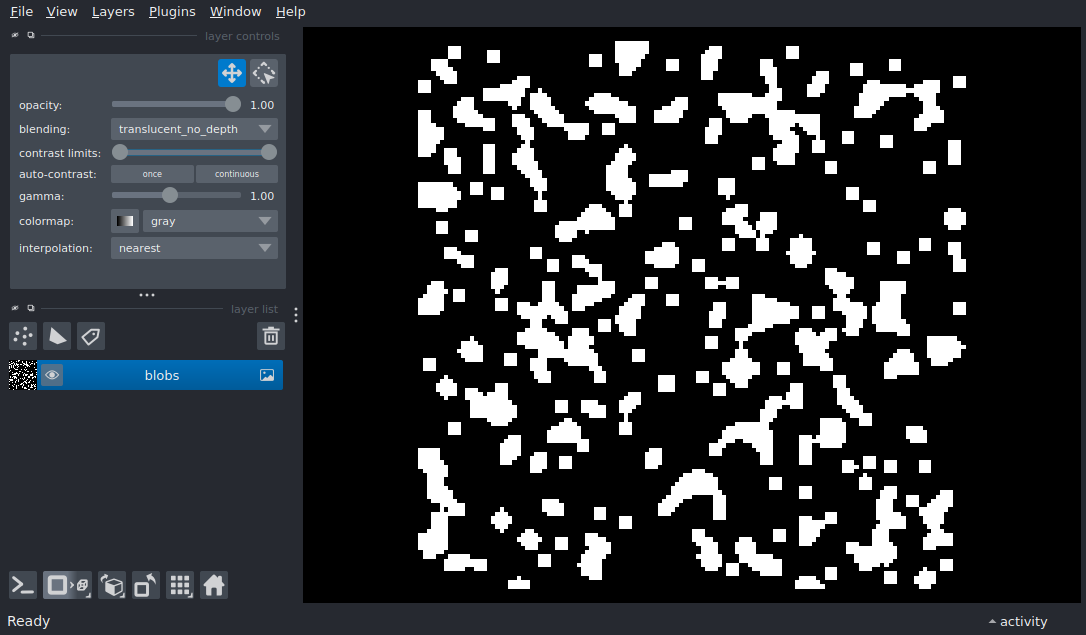 File View Layers Plugins Window Help
layer controls
opacity: 1.00
blending: translucent_no_depth
contrast limits:
auto-contrast: once continuous
gamma: 1.00
colormap: gray
interpolation: nearest
layer list
blobs
Ready activity